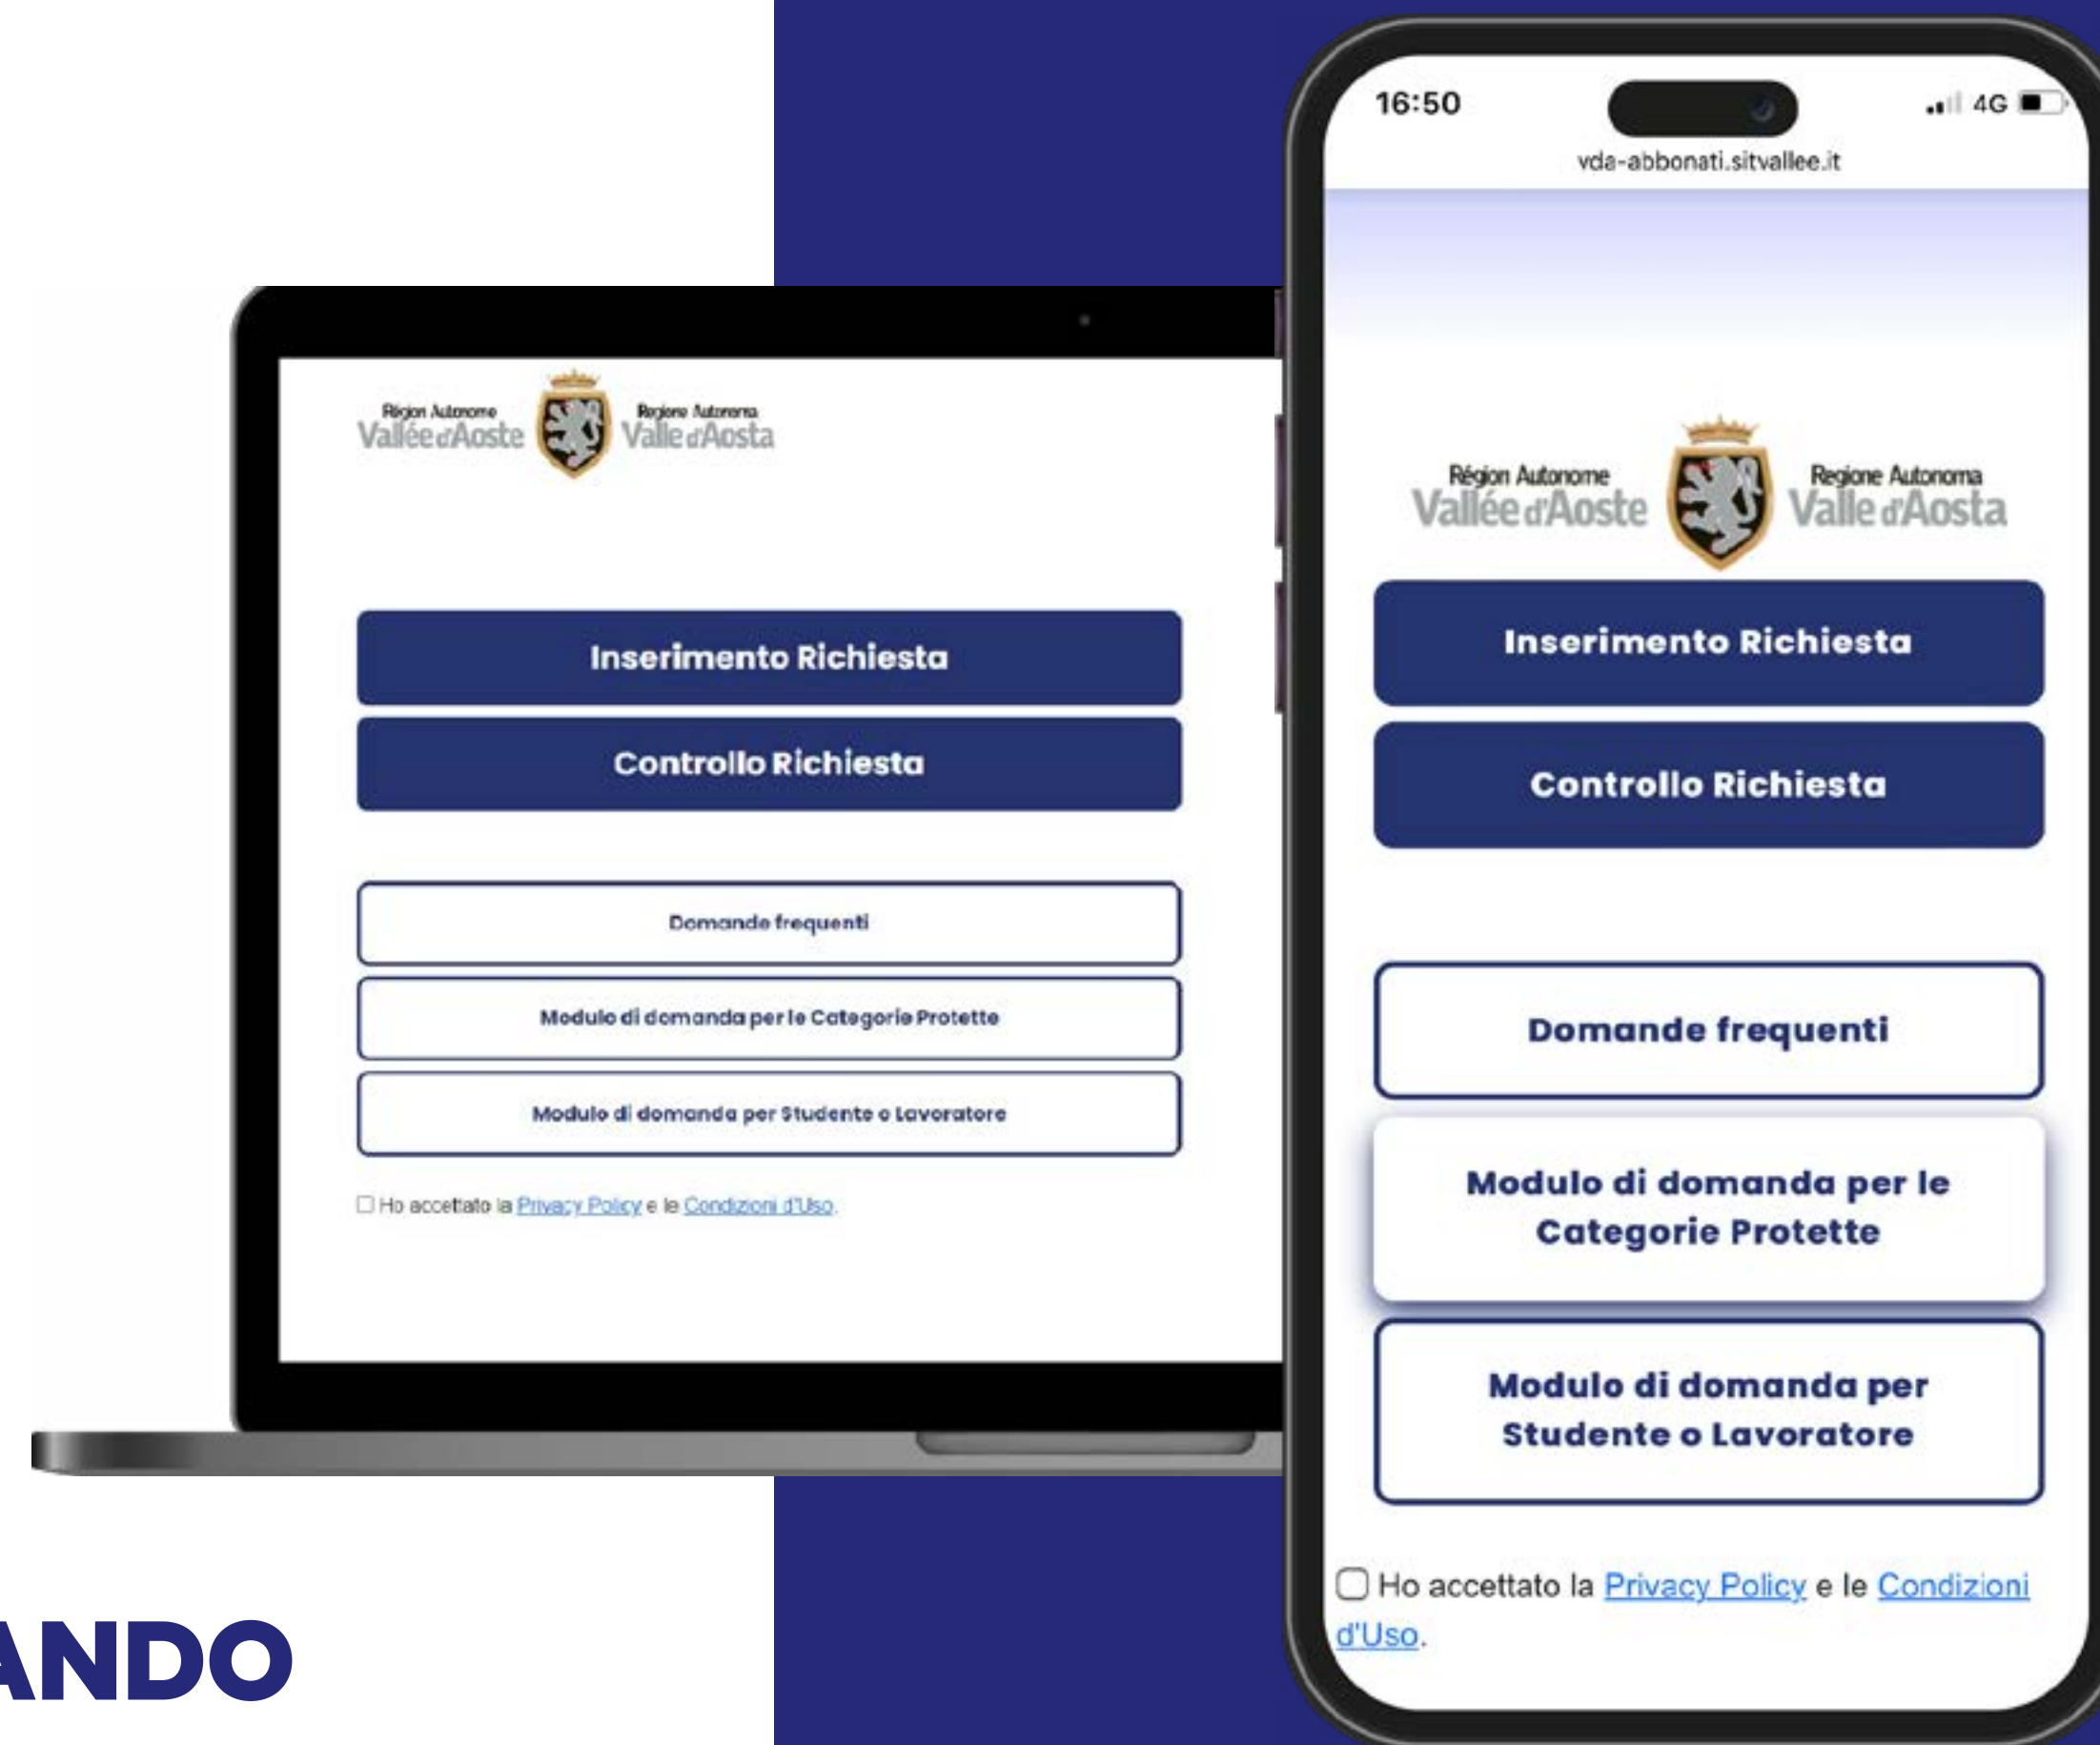 Région Autonome
Vallée d'Aoste
Regione Autonoma
Valle d'Aosta
Inserimento Richiesta
Controllo Richiesta
Domande frequenti
Modulo di domanda per le Categorie Protette
Modulo di domanda per Studente o Lavoratore
Ho accettato la Privacy Policy e le Condizioni d'Uso.
16:50
4G
vda-abbonati.sitvallee.it
Région Autonome
Vallée d'Aoste
Regione Autonoma
Valle d'Aosta
Inserimento Richiesta
Controllo Richiesta
Domande frequenti
Modulo di domanda per le
Categorie Protette
Modulo di domanda per
Studente o Lavoratore
Ho accettato la Privacy Policy e le Condizioni
d'Uso.
ANDO